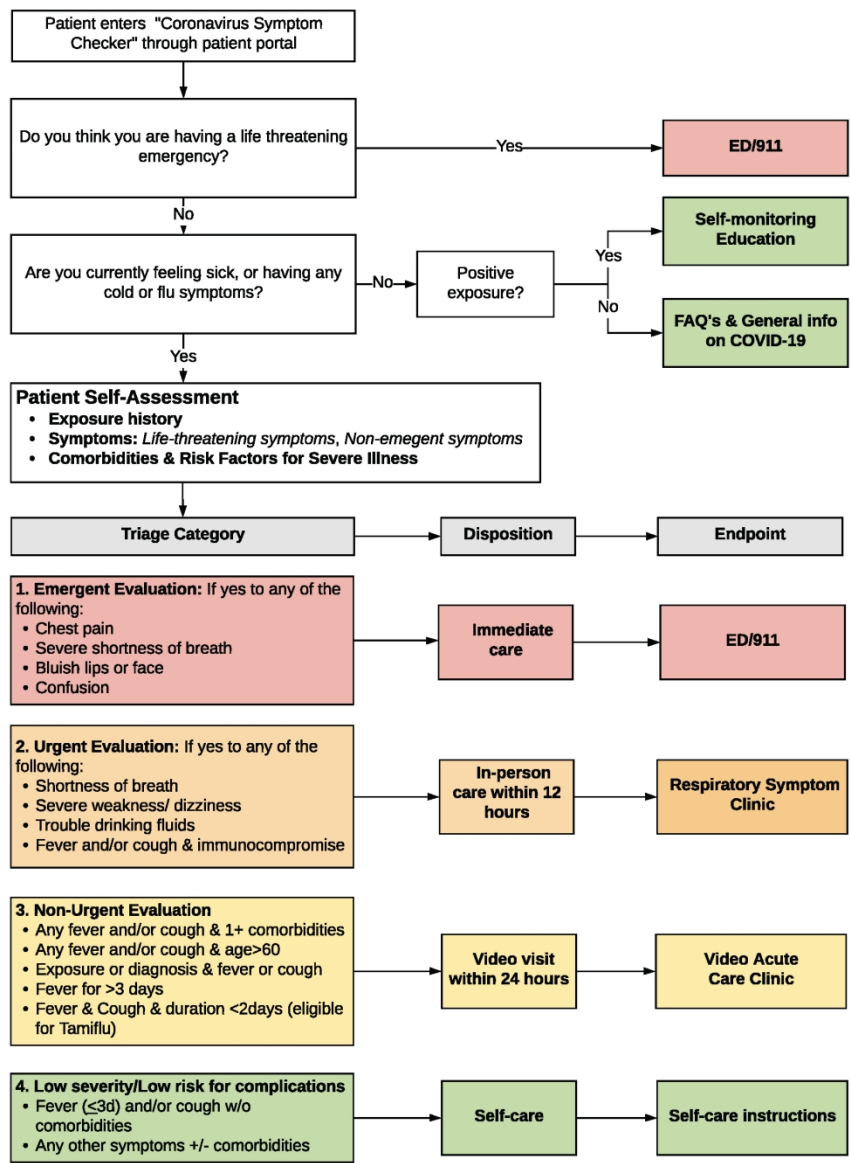 Patient enters  "Coronavirus Symptom
Checker" through patient portal
Do you think you are having a life threatening
emergency?
Yes
ED/911
No
Are you currently feeling sick, or having any
cold or flu symptoms?
No
Positive
exposure?
Yes
Self-monitoring
Education
No
FAQ's & General info
on COVID-19
Yes
Patient Self-Assessment
• Exposure history
• Symptoms: Life-threatening symptoms, Non-emegent symptoms
• Comorbidities & Risk Factors for Severe Illness
Triage Category
Disposition
Endpoint
1. Emergent Evaluation: If yes to any of the
following:
• Chest pain
• Severe shortness of breath
• Bluish lips or face
• Confusion
Immediate
care
ED/911
2. Urgent Evaluation: If yes to any of the
following:
• Shortness of breath
• Severe weakness/ dizziness
• Trouble drinking fluids
• Fever and/or cough & immunocompromise
In-person
care within 12
hours
Respiratory Symptom
Clinic
3. Non-Urgent Evaluation
• Any fever and/or cough & 1+ comorbidities
• Any fever and/or cough & age>60
• Exposure or diagnosis & fever or cough
• Fever for >3 days
• Fever & Cough & duration <2days (eligible
for Tamiflu)
Video visit
within 24 hours
Video Acute
Care Clinic
4. Low severity/Low risk for complications
• Fever (≤3d) and/or cough w/o
comorbidities
• Any other symptoms +/- comorbidities
Self-care
Self-care instructions